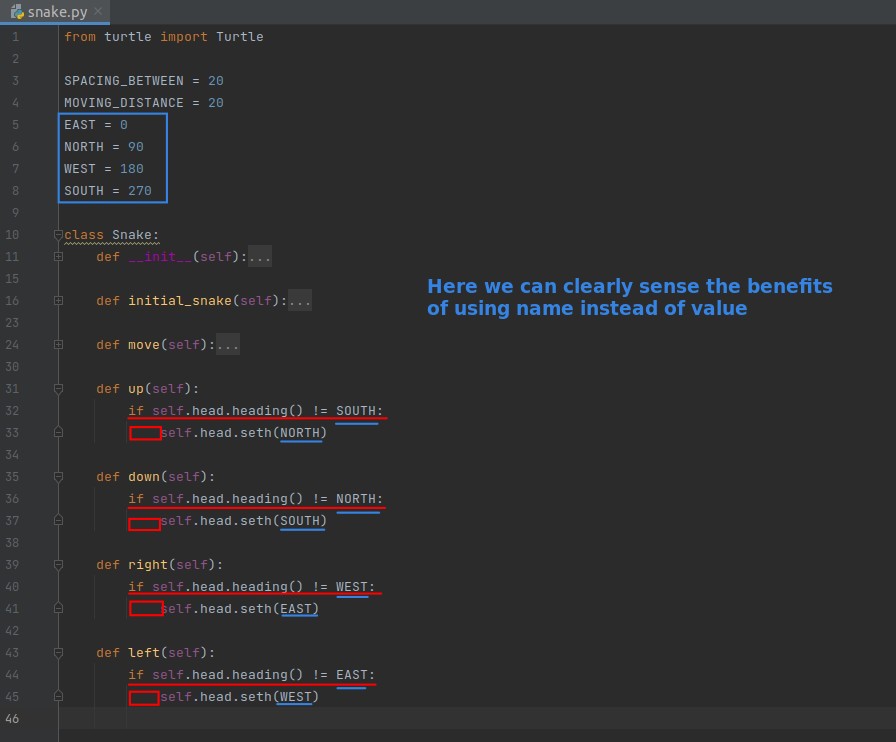 snake.py
1 from turtle import Turtle
2
3 SPACING_BETWEEN = 20
4 MOVING_DISTANCE = 20
5 EAST = 0
6 NORTH = 90
7 WEST = 180
8 SOUTH = 270
9
10 class Snake:
11 def __init__(self):...
15
16 def initial_snake(self):...
Here we can clearly sense the benefits
of using name instead of value
23
24 def move(self):...
30
31 def up(self):
32 if self.head.heading() != SOUTH:
33 self.head.seth(NORTH)
34
35 def down(self):
36 if self.head.heading() != NORTH:
37 self.head.seth(SOUTH)
38
39 def right(self):
40 if self.head.heading() != WEST:
41 self.head.seth(EAST)
42
43 def left(self):
44 if self.head.heading() != EAST:
45 self.head.seth(WEST)
46